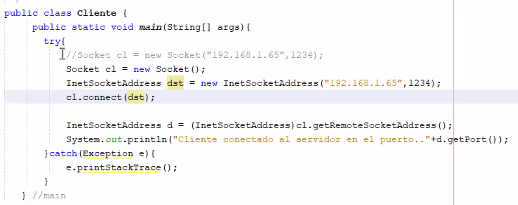 public class Cliente {
public static void main(String[] args){
try{
//Socket cl = new Socket("192.168.1.65",1234);
Socket cl = new Socket();
InetSocketAddress dst = new InetSocketAddress("192.168.1.65",1234);
cl.connect(dst);
InetSocketAddress d = (InetSocketAddress)cl.getRemoteSocketAddress();
System.out.println("Cliente conectado al servidor en el puerto.."+d.getPort());
}catch(Exception e){
e.printStackTrace();
}
} //main